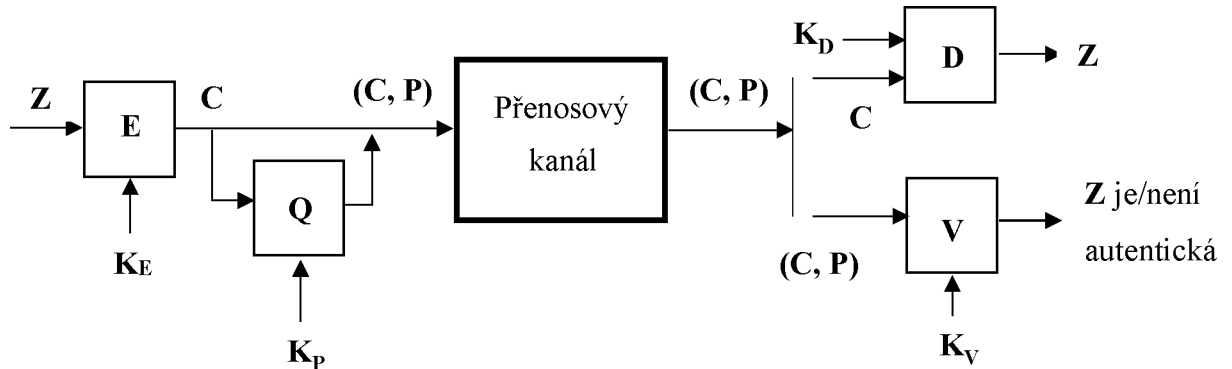 Z
E
C
(C, P)
Přenosový
kanál
(C, P)
K_D
D
Z
C
Q
K_E
K_P
(C, P)
V
K_V
Z je/není
autentická